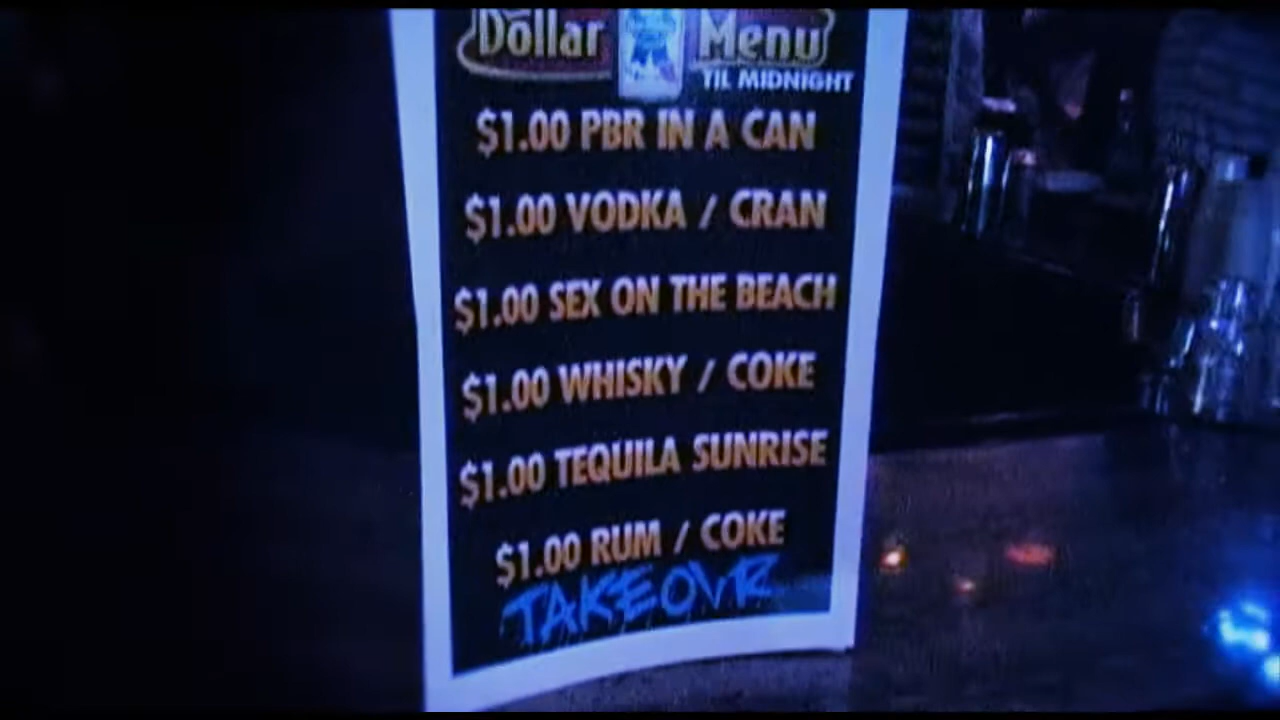 Dollar Menu
TIL MIDNIGHT
$1.00 PBR IN A CAN
$1.00 VODKA / CRAN
$1.00 SEX ON THE BEACH
$1.00 WHISKY / COKE
$1.00 TEQUILA SUNRISE
$1.00 RUM / COKE
TAKEOVR